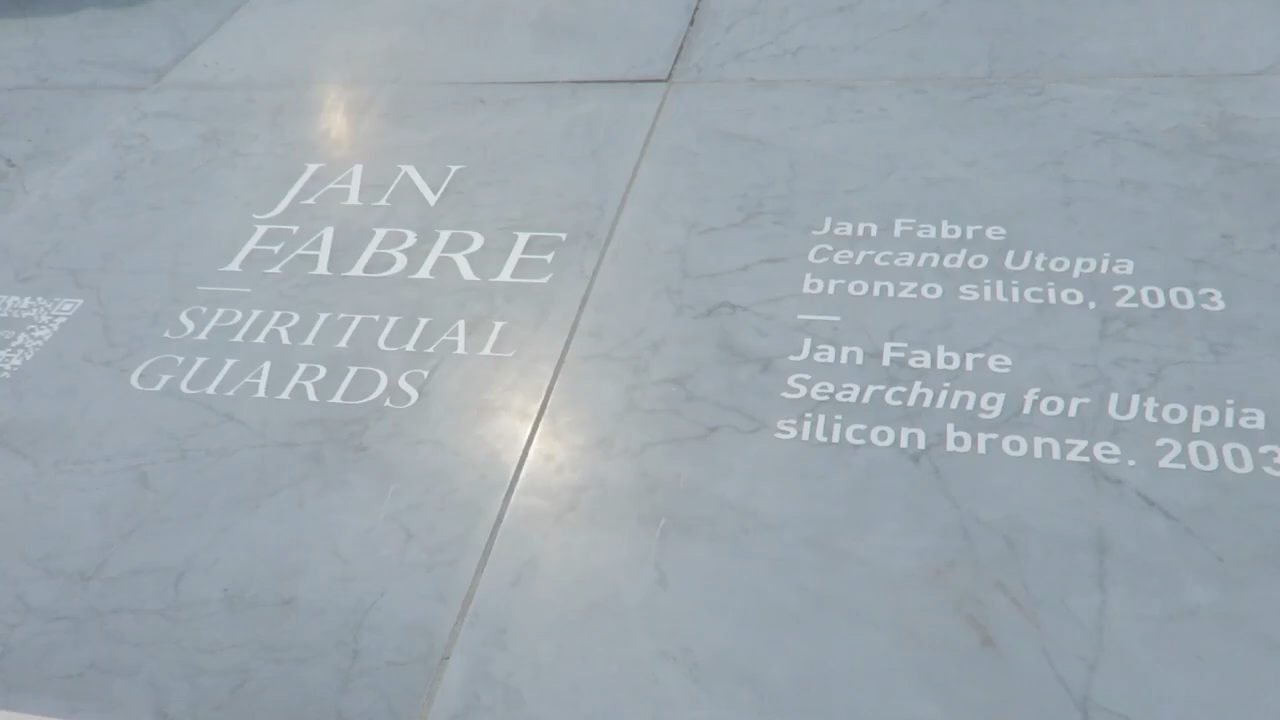 JAN
FABRE
SPIRITUAL
GUARDS
Jan Fabre
Cercando Utopia
bronzo silicio, 2003
Jan Fabre
Searching for Utopia
silicon bronze. 2003